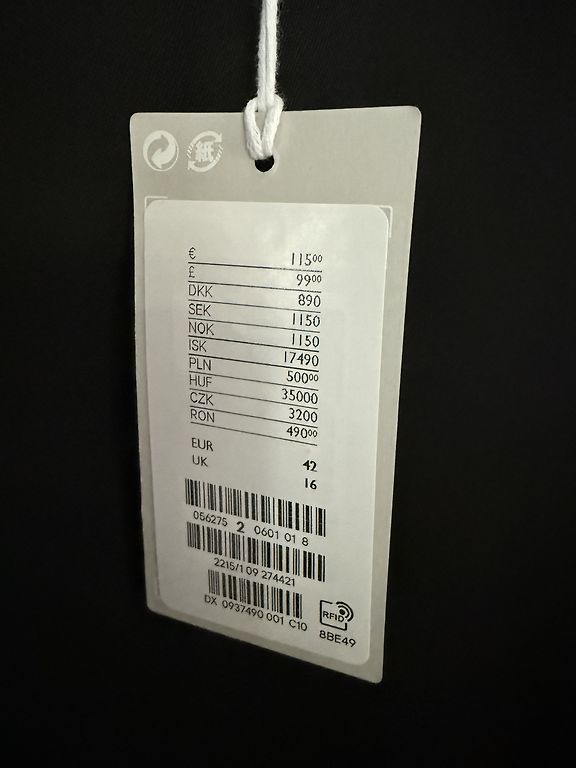 紙
€ 115⁰⁰
£ 99⁰⁰
DKK 890
SEK 1150
NOK 1150
ISK 17490
PLN 500⁰⁰
HUF 35000
CZK 3200
RON 490⁰⁰
EUR 42
UK 16
056275 2 0601 01 8
2215/1 09 274421
DX 0937490 001 C10
RFID
8BE49